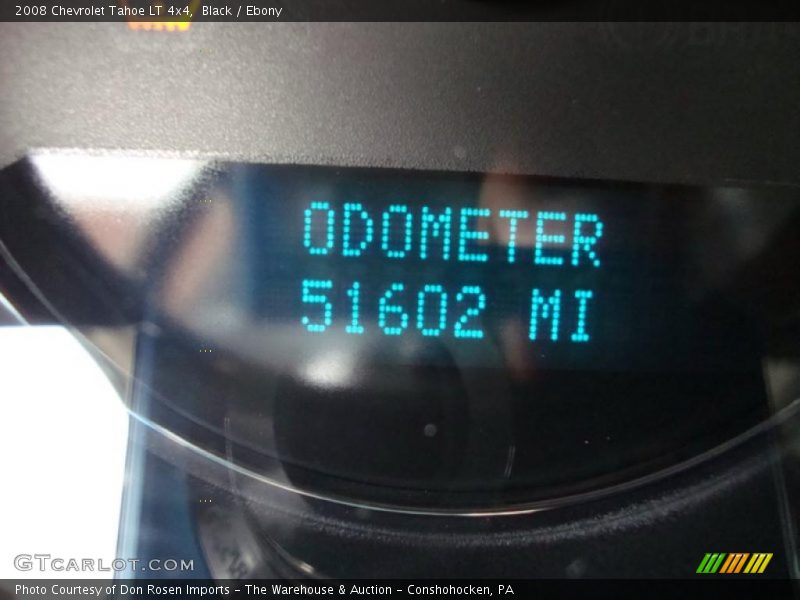 2008 Chevrolet Tahoe LT 4x4, Black / Ebony
ODOMETER
51602 MI
GTCARLOT.COM
Photo Courtesy of Don Rosen Imports - The Warehouse & Auction - Conshohocken, PA